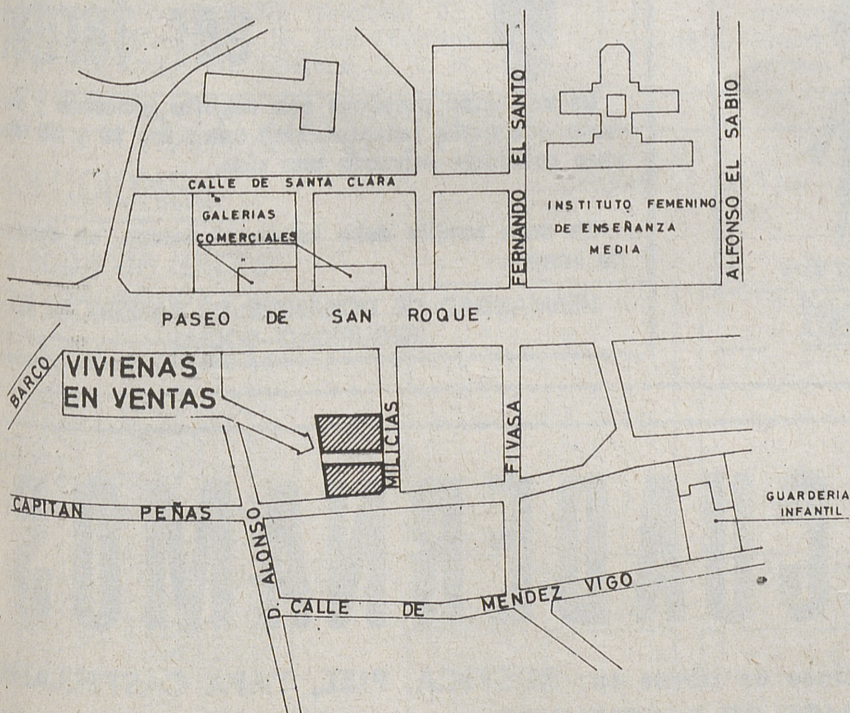 FERNANDO EL SANTO
ALFONSO EL SABIO
CALLE DE SANTA CLARA
GALERIAS
COMERCIALES
INSTITUTO FEMENINO
DE ENSEÑANZA
MEDIA
PASEO DE SAN ROQUE
BARCO
VIVIENAS
EN VENTAS
MILICIAS
FIVASA
CAPITAN PEÑAS
GUARDERIA
INFANTIL
D. ALONSO
CALLE DE MENDEZ VIGO